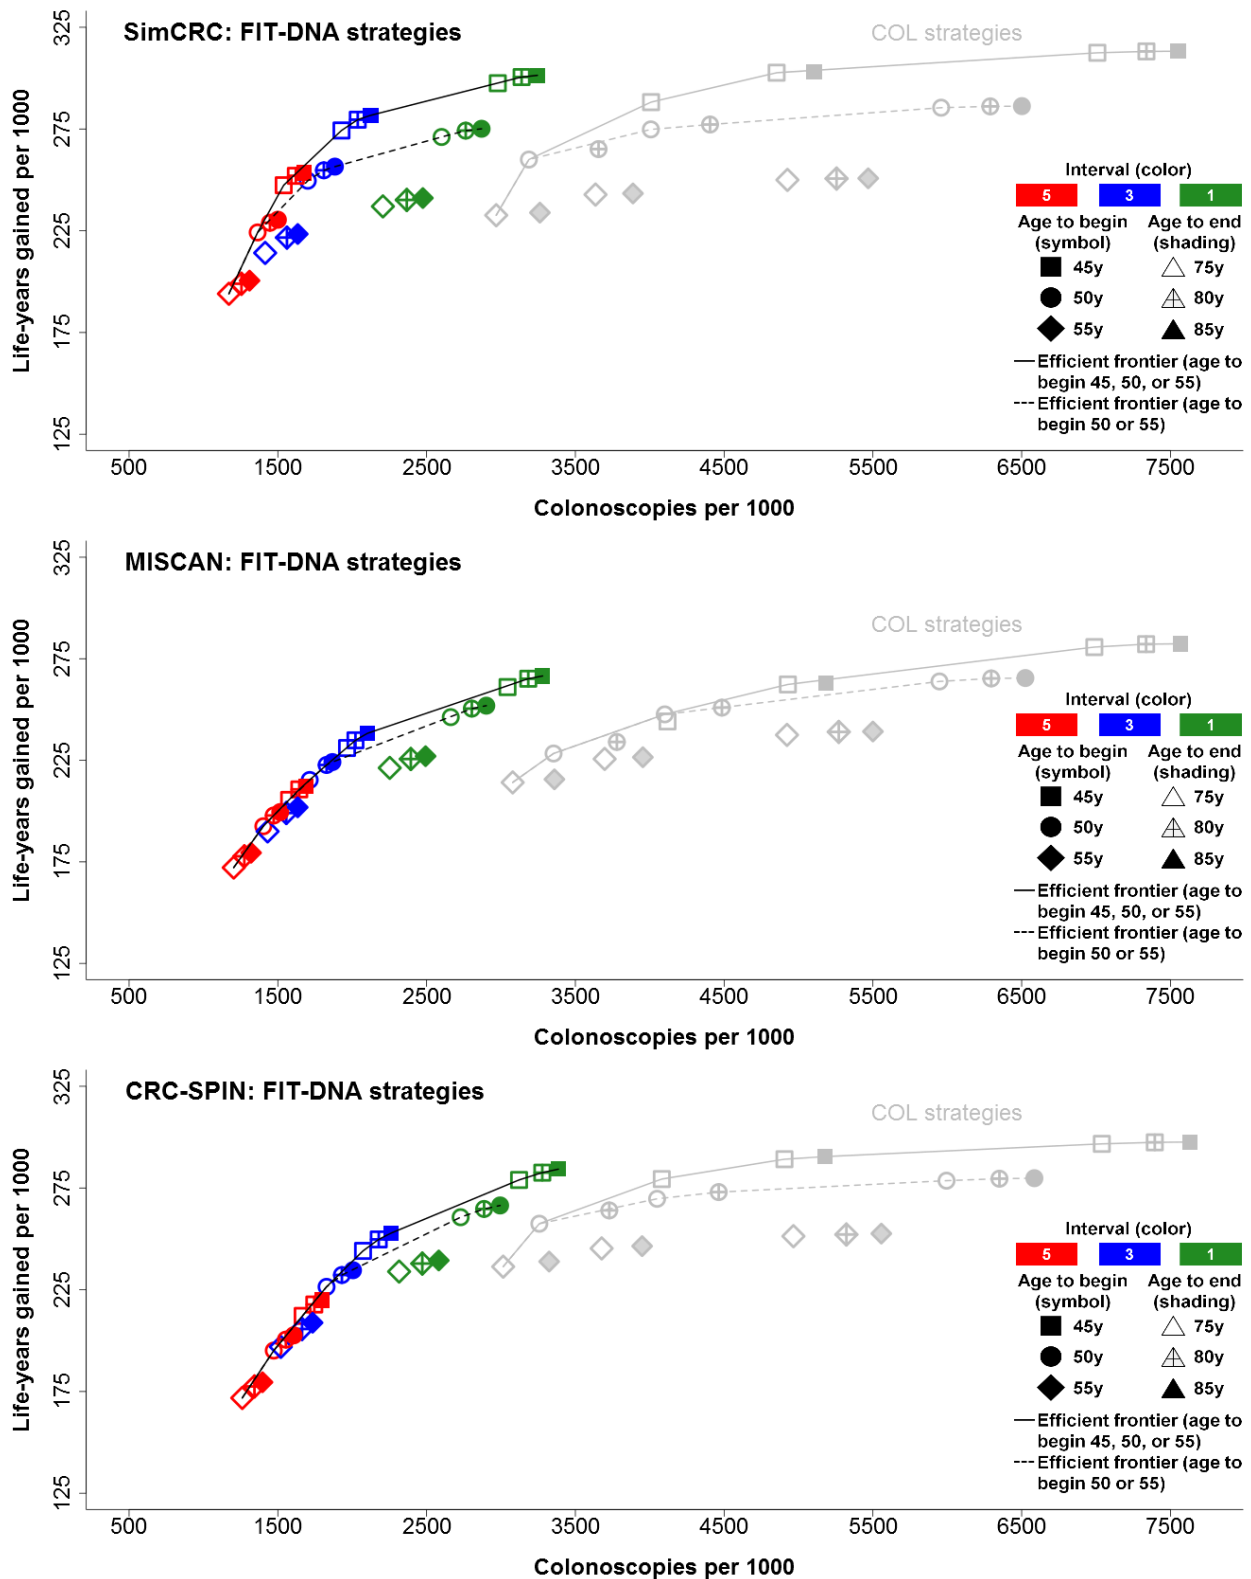 SimCRC: FIT-DNA strategies
COL strategies
Life-years gained per 1000
325
275
225
175
125
Interval (color)
5 3 1
Age to begin Age to end
(symbol) (shading)
45y 75y
50y 80y
55y 85y
Efficient frontier (age to
begin 45, 50, or 55)
Efficient frontier (age to
begin 50 or 55)
500 1500 2500 3500 4500 5500 6500 7500
Colonoscopies per 1000
MISCAN: FIT-DNA strategies
COL strategies
Life-years gained per 1000
325
275
225
175
125
Interval (color)
5 3 1
Age to begin Age to end
(symbol) (shading)
45y 75y
50y 80y
55y 85y
Efficient frontier (age to
begin 45, 50, or 55)
Efficient frontier (age to
begin 50 or 55)
500 1500 2500 3500 4500 5500 6500 7500
Colonoscopies per 1000
CRC-SPIN: FIT-DNA strategies
COL strategies
Life-years gained per 1000
325
275
225
175
125
Interval (color)
5 3 1
Age to begin Age to end
(symbol) (shading)
45y 75y
50y 80y
55y 85y
Efficient frontier (age to
begin 45, 50, or 55)
Efficient frontier (age to
begin 50 or 55)
500 1500 2500 3500 4500 5500 6500 7500
Colonoscopies per 1000